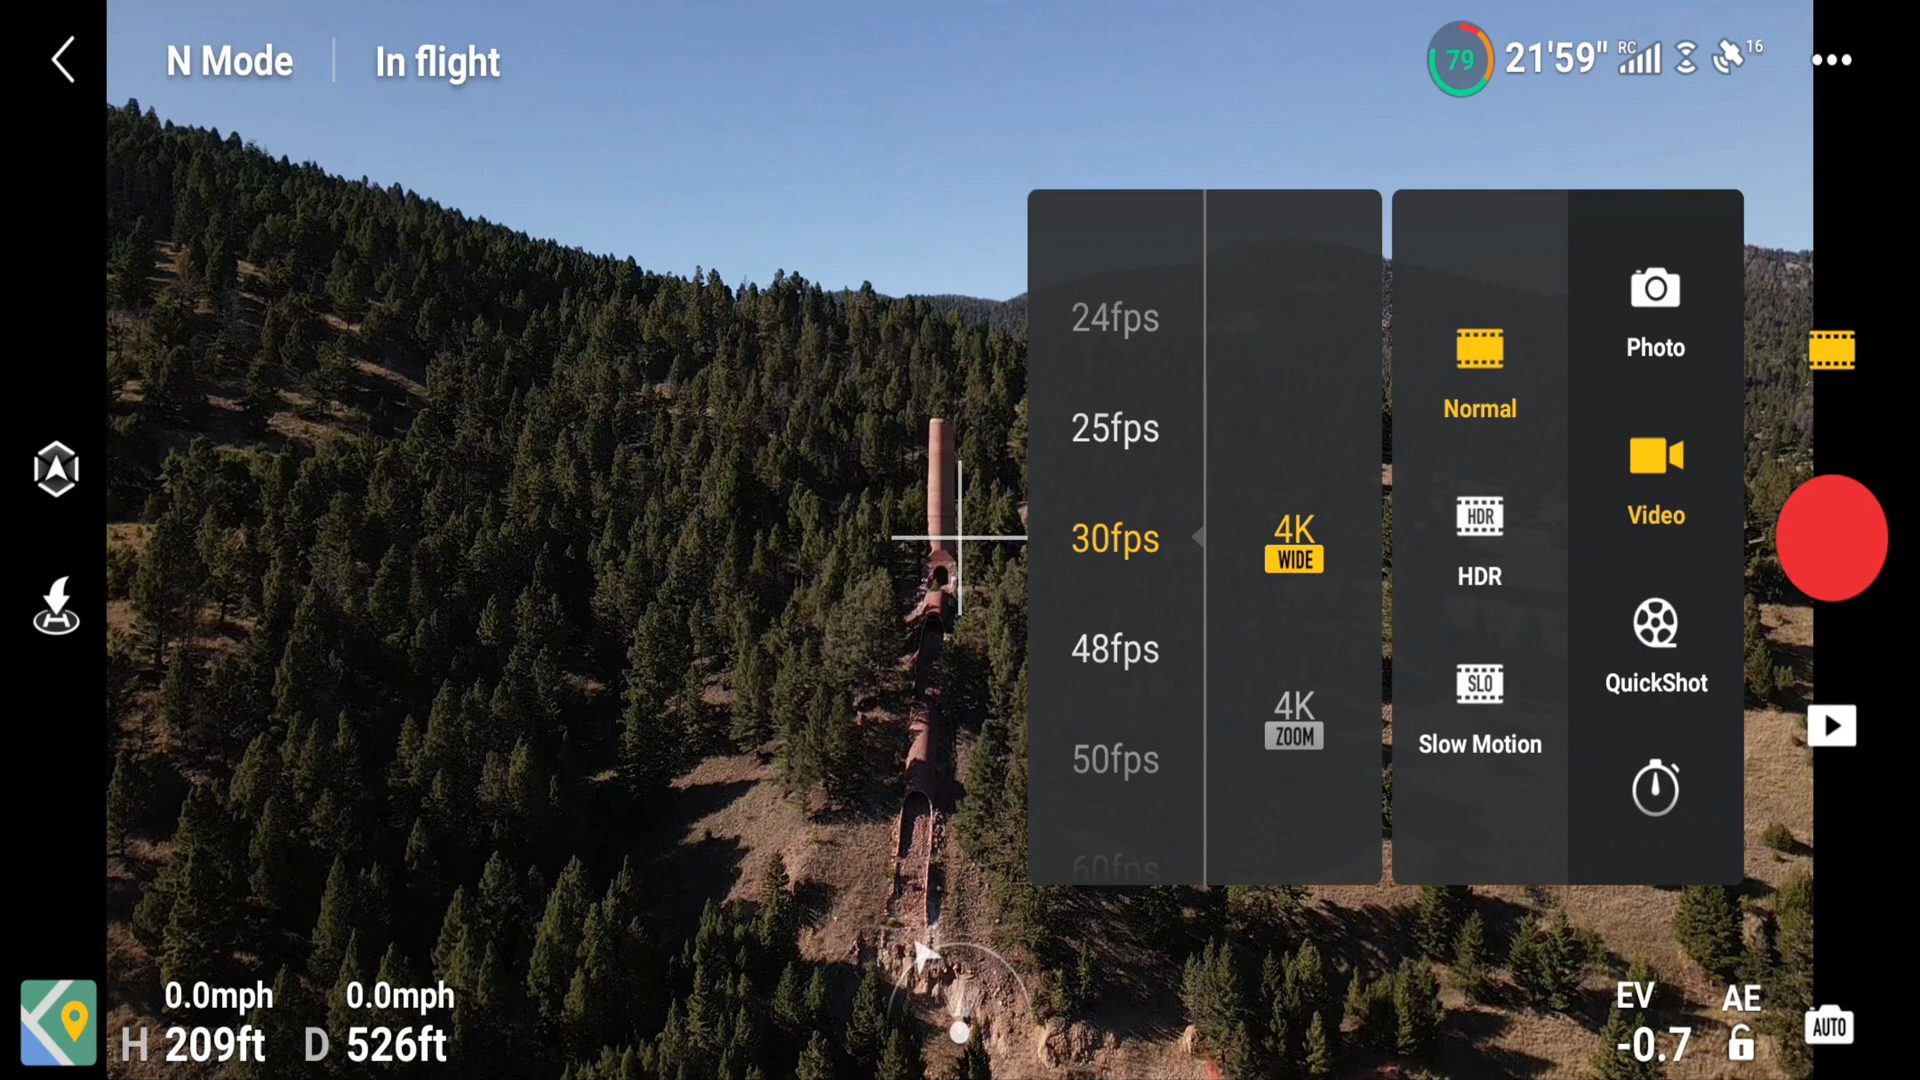 N Mode
In flight
79
21'59"
RC
16
24fps
25fps
30fps
48fps
50fps
60fps
4K
WIDE
4K
ZOOM
Normal
HDR
HDR
SLO
Slow Motion
Photo
Video
QuickShot
0.0mph 0.0mph
H 209ft D 526ft
EV AE
-0.7
AUTO